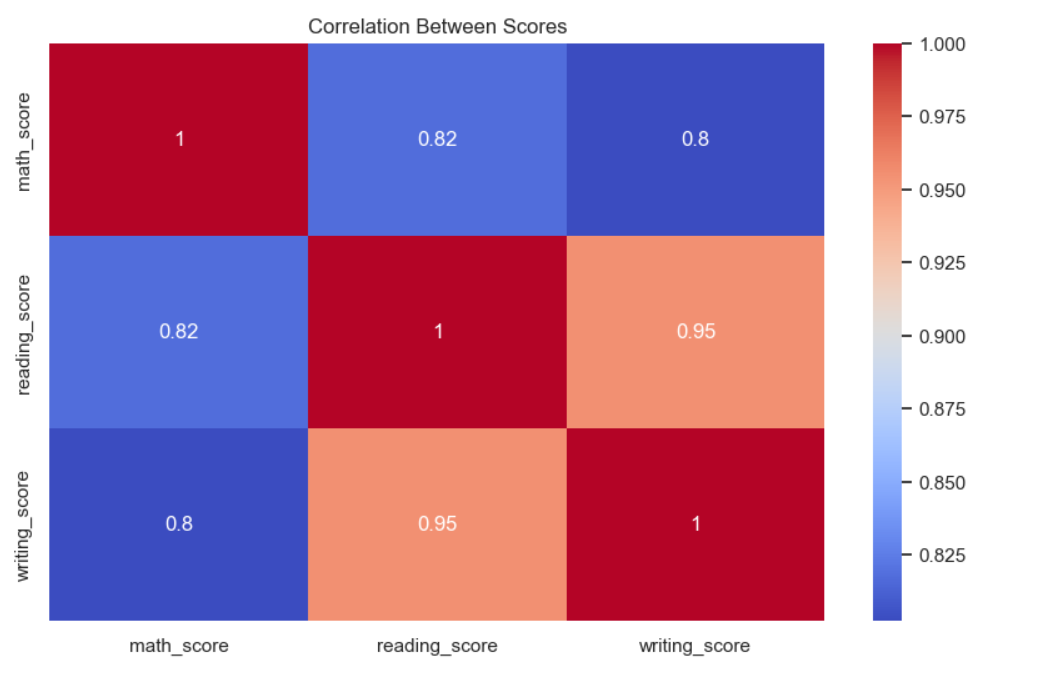 Correlation Between Scores
math_score
1
0.82
0.8
reading_score
0.82
1
0.95
writing_score
0.8
0.95
1
math_score
reading_score
writing_score
1.000
0.975
0.950
0.925
0.900
0.875
0.850
0.825